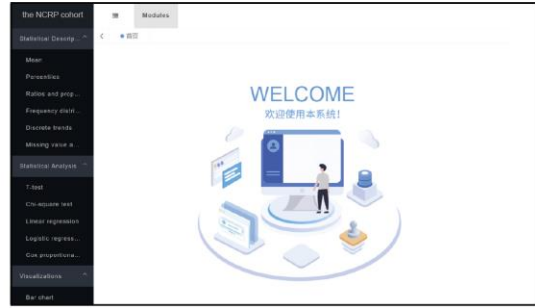 the NCRP cohort
Modules
Statistical Descrip...
首页
Mean
Percentiles
Ratios and prop...
Frequency distri...
Discrete trends
Missing value a...
Statistical Analysis
T-test
Chi-square test
Linear regression
Logistic regress...
Cox proportiona...
Visualizations
Bar chart
WELCOME
欢迎使用本系统!